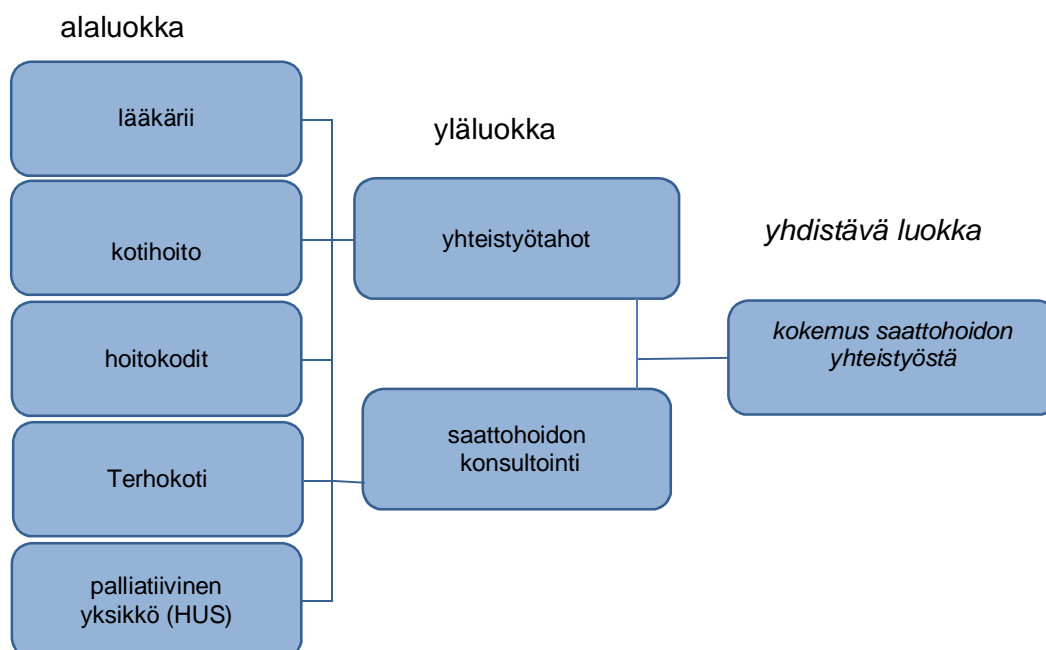 alaluokka
lääkärii
kotihoito
hoitokodit
Terhokoti
palliatiivinen
yksikkö (HUS)
yläluokka
yhteistyötahot
saattohoidon
konsultointi
yhdistävä luokka
kokemus saattohoidon
yhteistyöstä